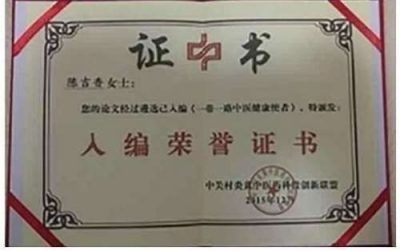 证书
陈吉奎女士：
您的论文经过遴选已入编《一带一路中医健康使者》，特颁发：
入编荣誉证书
中关村炎黄中医药科技创新联盟
2015年12月